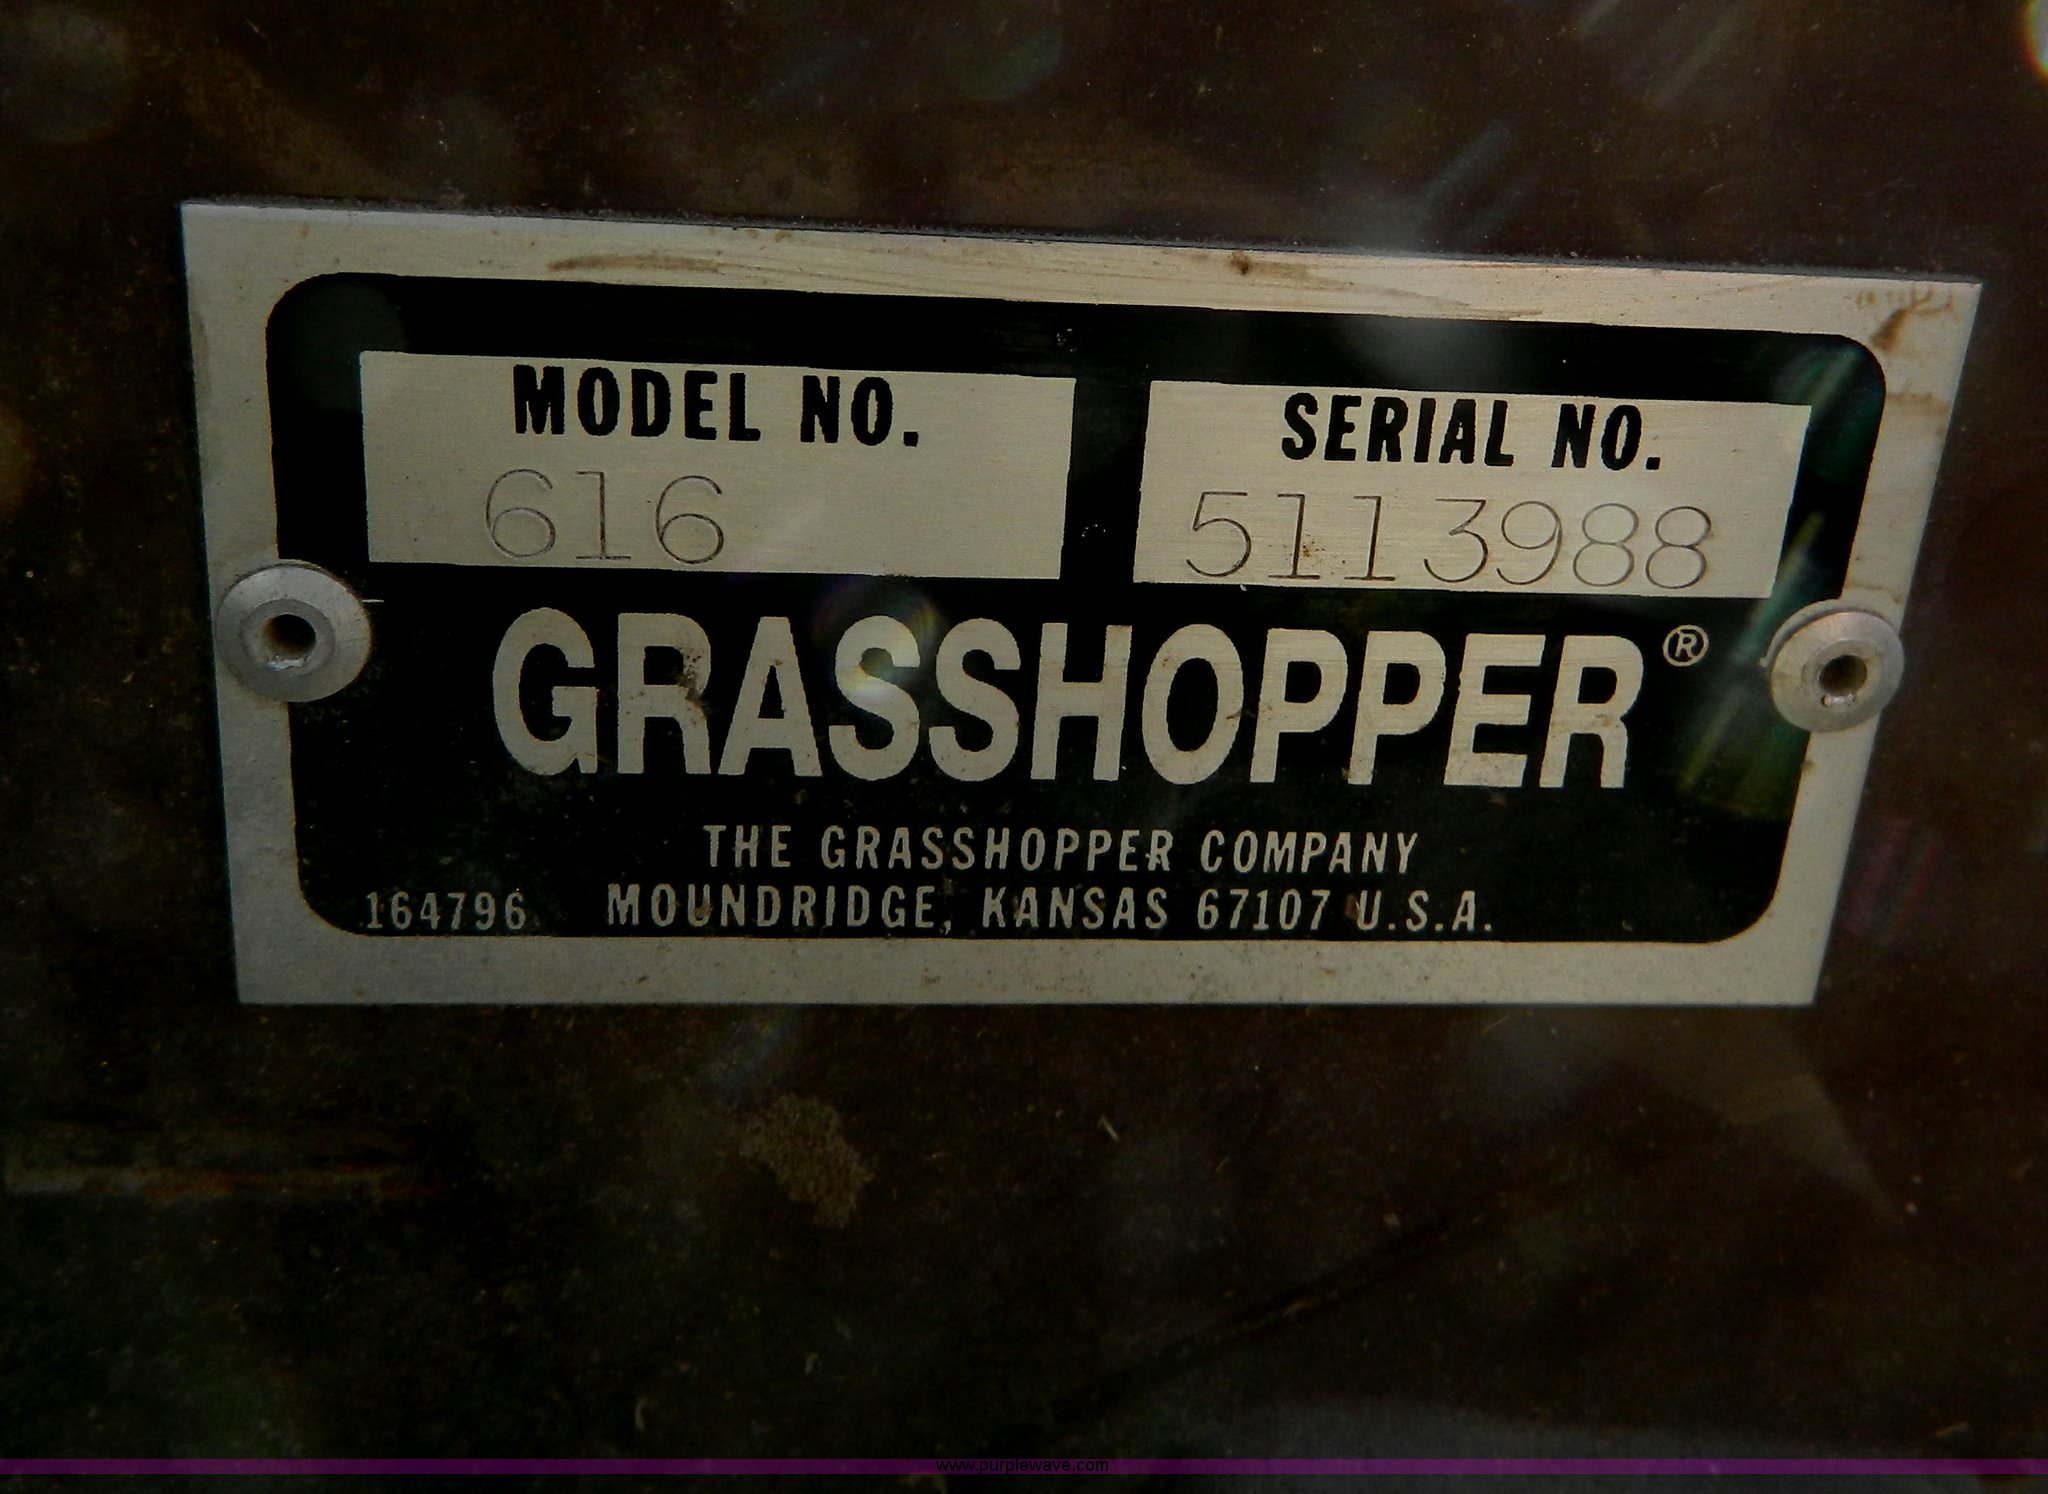 MODEL NO.
616
SERIAL NO.
5113988
GRASSHOPPER®
THE GRASSHOPPER COMPANY
164796 MOUNDRIDGE, KANSAS 67107 U.S.A.
www.purplewave.com